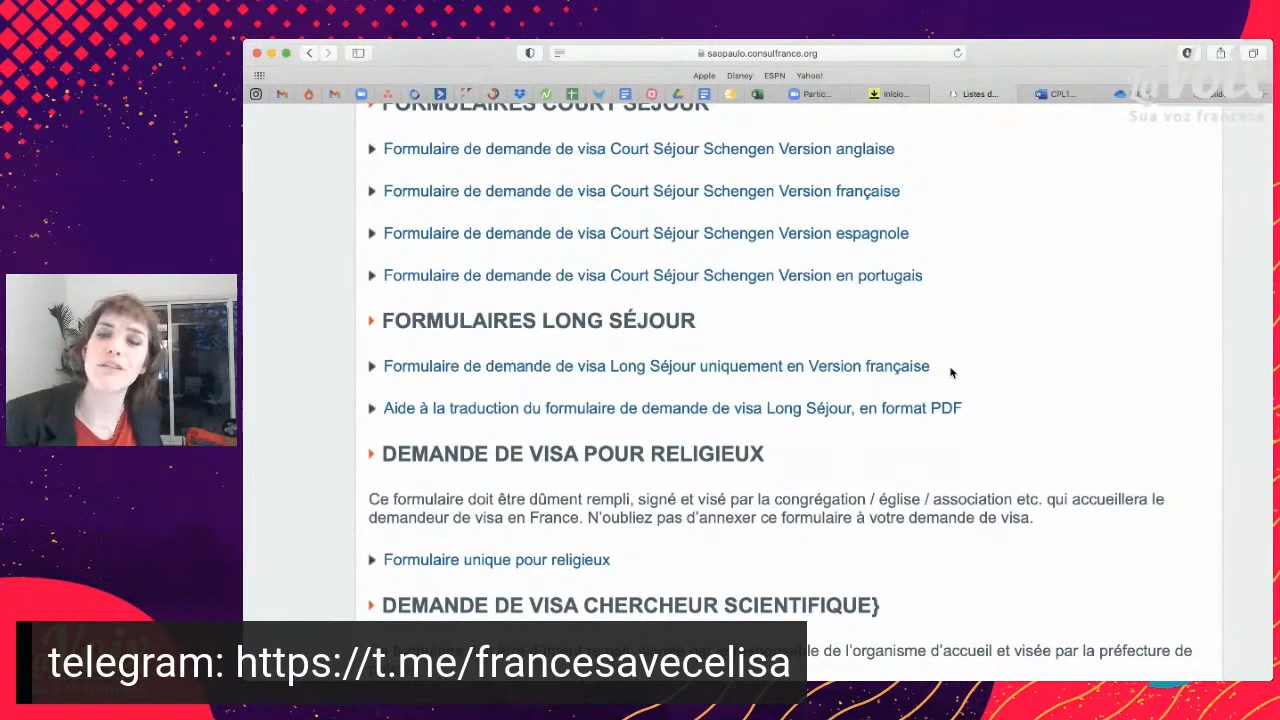 saopaulo.consulfrance.org
Apple Disney ESPN Yahoo!
Partic... Início... Listes d... CPL1...
Sua voz francesa
FORMULAIRES COURT SÉJOUR
Formulaire de demande de visa Court Séjour Schengen Version anglaise
Formulaire de demande de visa Court Séjour Schengen Version française
Formulaire de demande de visa Court Séjour Schengen Version espagnole
Formulaire de demande de visa Court Séjour Schengen Version en portugais
FORMULAIRES LONG SÉJOUR
Formulaire de demande de visa Long Séjour uniquement en Version française
Aide à la traduction du formulaire de demande de visa Long Séjour, en format PDF
DEMANDE DE VISA POUR RELIGIEUX
Ce formulaire doit être dûment rempli, signé et visé par la congrégation / église / association etc. qui accueillera le
demandeur de visa en France. N'oubliez pas d'annexer ce formulaire à votre demande de visa.
Formulaire unique pour religieux
DEMANDE DE VISA CHERCHEUR SCIENTIFIQUE}
de l'organisme d'accueil et visée par la préfecture de
telegram: https://t.me/francesavecelisa